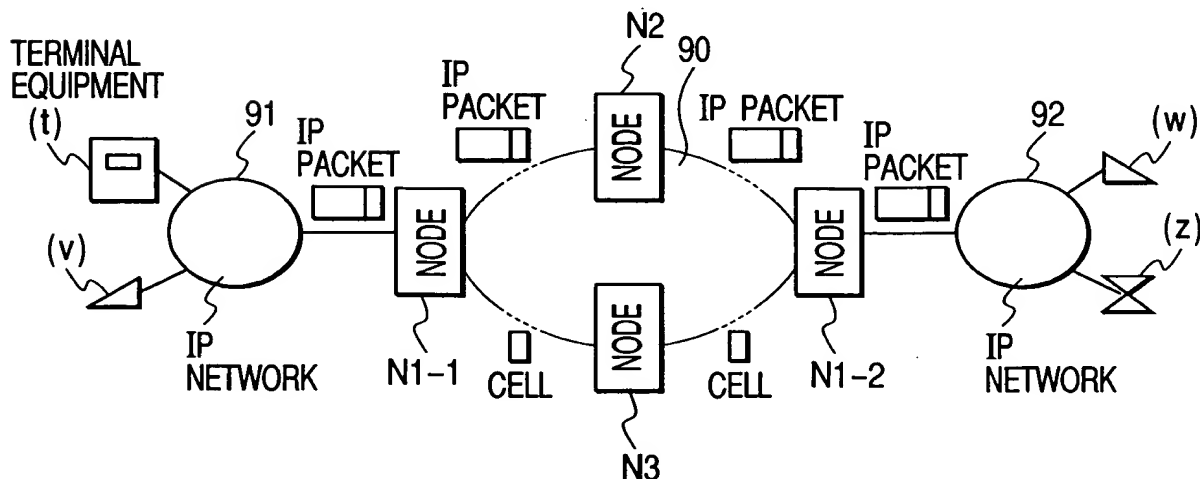 TERMINAL
EQUIPMENT
(t)
91
IP
PACKET
IP
PACKET
N2
90
IP PACKET
IP
PACKET
92
(w)
(v)
NODE
NODE
NODE
NODE
(z)
IP
NETWORK
N1-1
CELL
N3
CELL
N1-2
IP
NETWORK